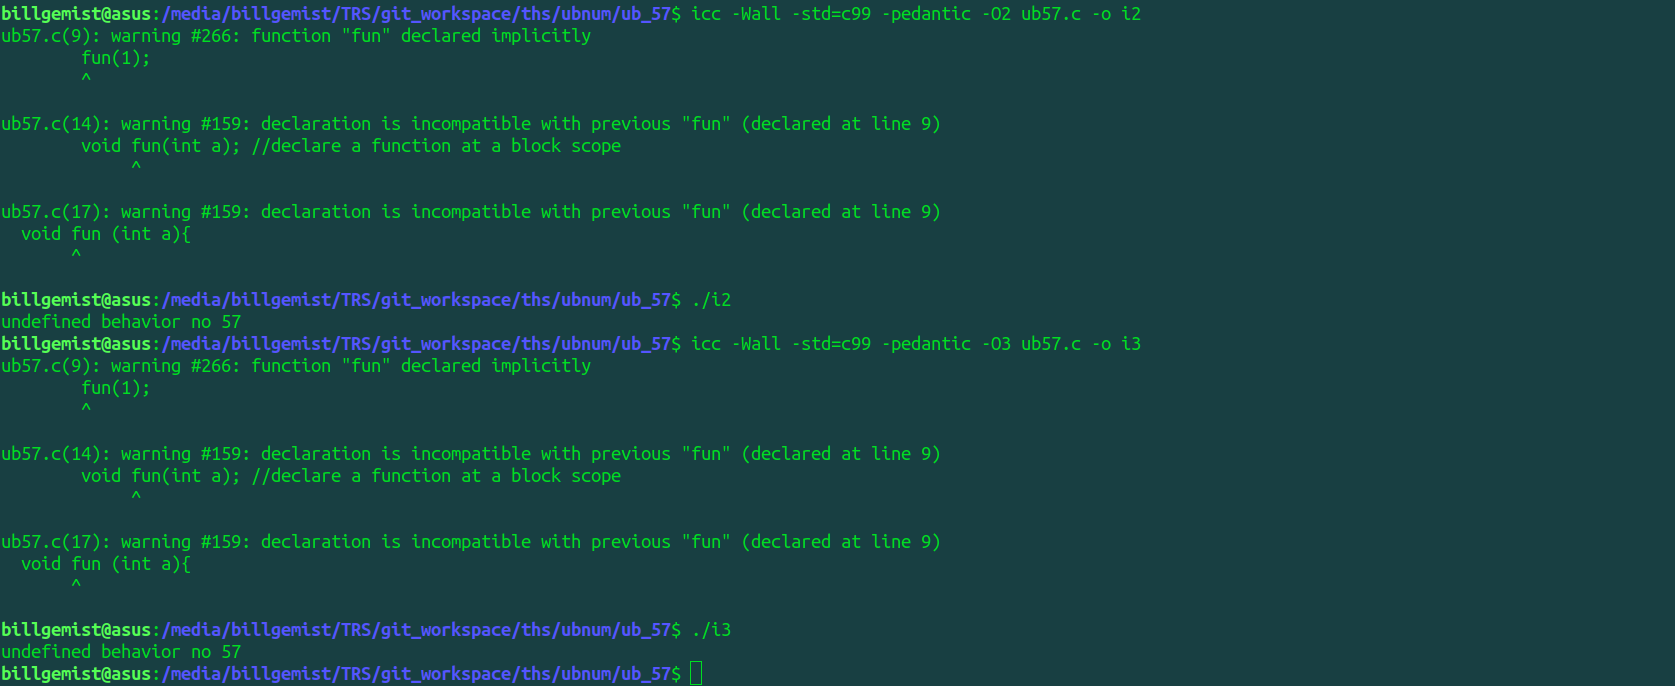 billgemist@asus:/media/billgemist/TRS/git_workspace/ths/ubnum/ub_57$ icc -Wall -std=c99 -pedantic -O2 ub57.c -o i2
ub57.c(9): warning #266: function "fun" declared implicitly
        fun(1);
        ^
ub57.c(14): warning #159: declaration is incompatible with previous "fun" (declared at line 9)
        void fun(int a); //declare a function at a block scope
             ^
ub57.c(17): warning #159: declaration is incompatible with previous "fun" (declared at line 9)
  void fun (int a){
       ^
billgemist@asus:/media/billgemist/TRS/git_workspace/ths/ubnum/ub_57$ ./i2
undefined behavior no 57
billgemist@asus:/media/billgemist/TRS/git_workspace/ths/ubnum/ub_57$ icc -Wall -std=c99 -pedantic -O3 ub57.c -o i3
ub57.c(9): warning #266: function "fun" declared implicitly
        fun(1);
        ^
ub57.c(14): warning #159: declaration is incompatible with previous "fun" (declared at line 9)
        void fun(int a); //declare a function at a block scope
             ^
ub57.c(17): warning #159: declaration is incompatible with previous "fun" (declared at line 9)
  void fun (int a){
       ^
billgemist@asus:/media/billgemist/TRS/git_workspace/ths/ubnum/ub_57$ ./i3
undefined behavior no 57
billgemist@asus:/media/billgemist/TRS/git_workspace/ths/ubnum/ub_57$